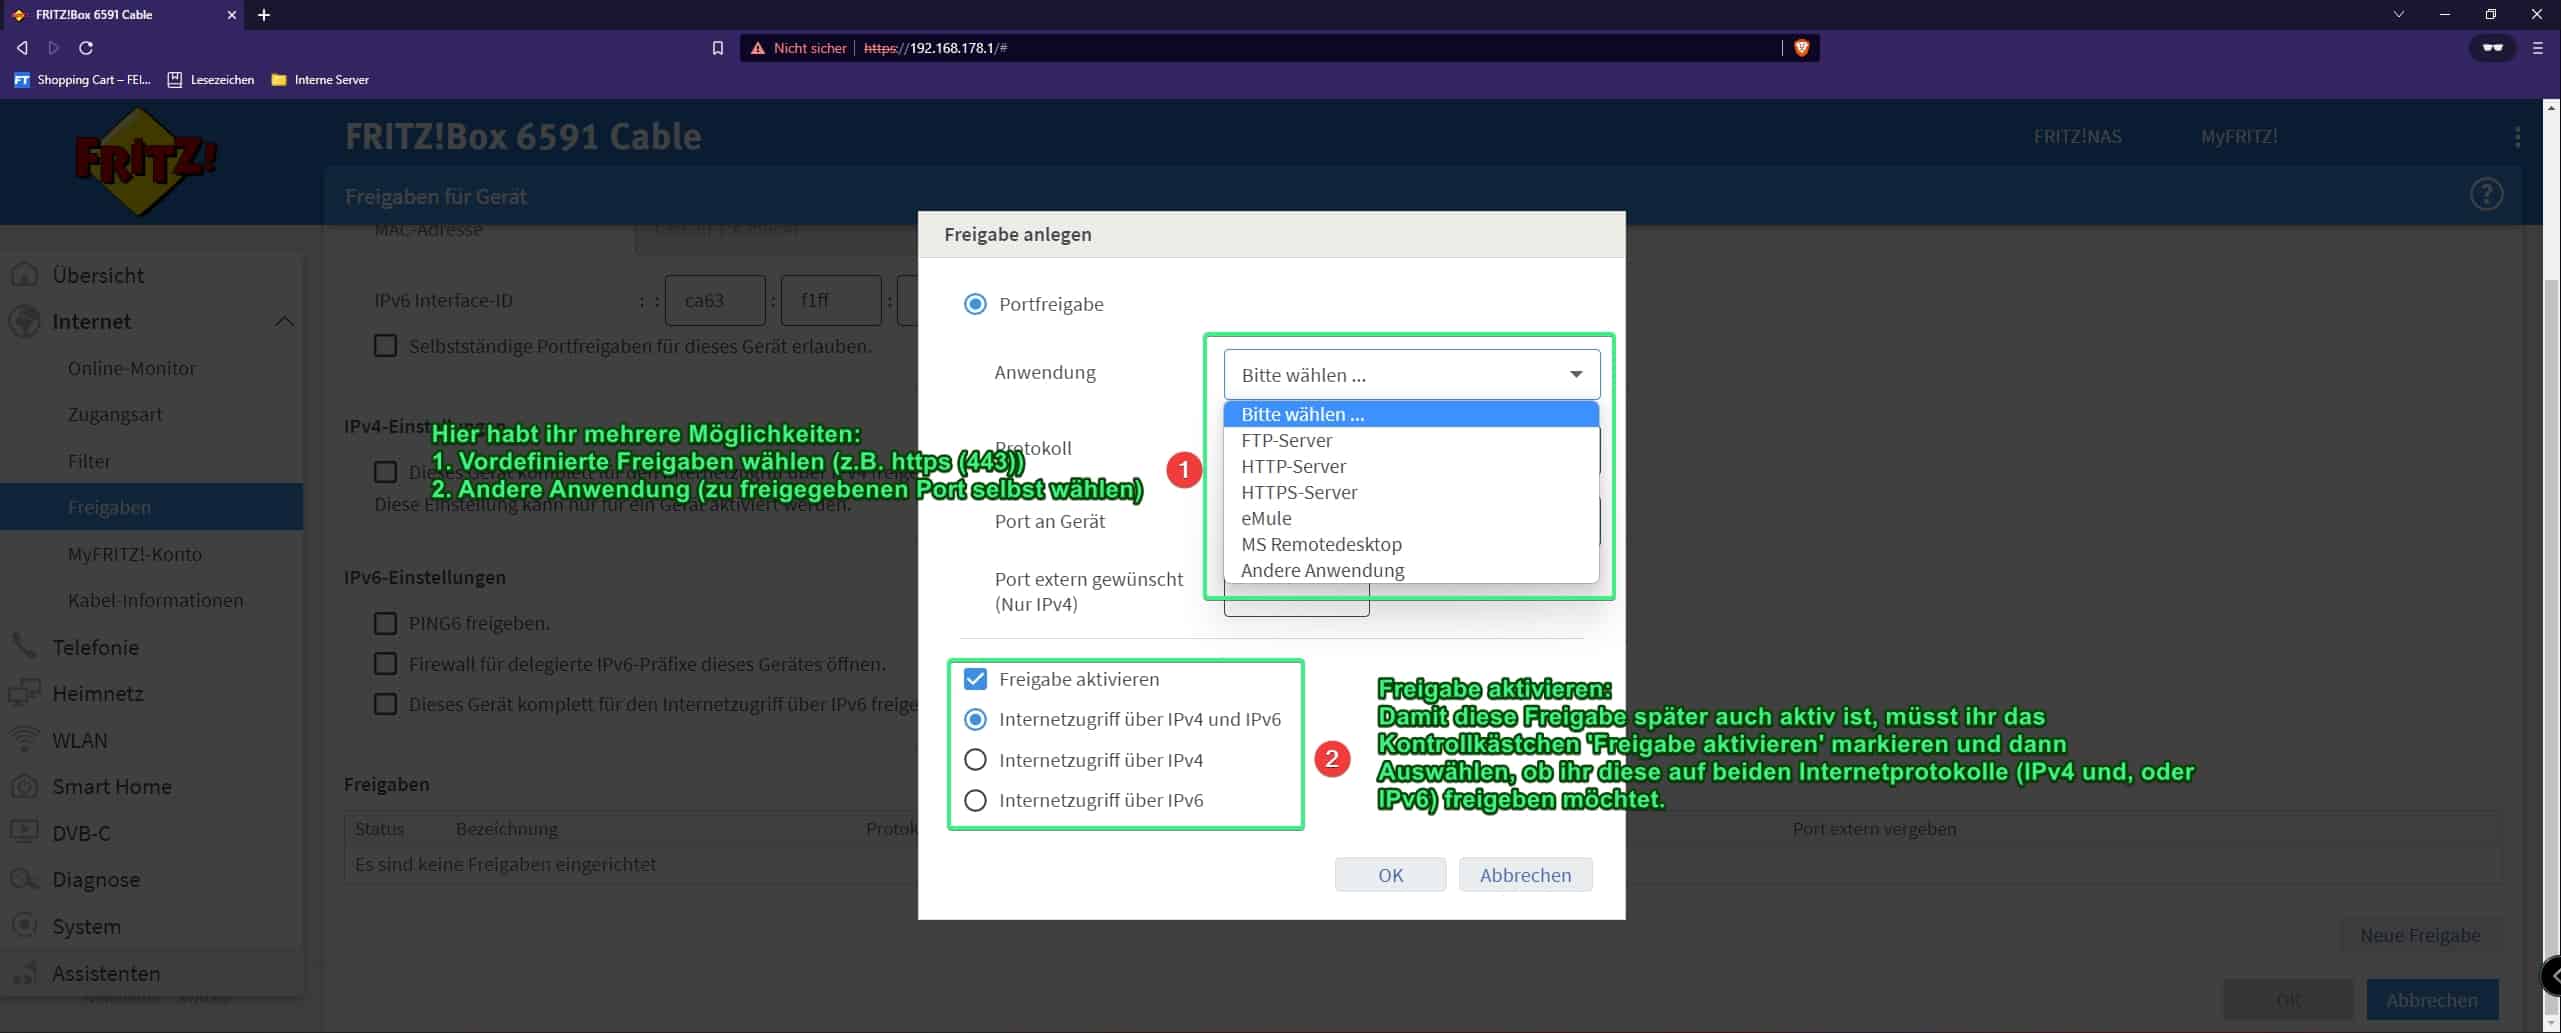 FRITZ!Box 6591 Cable
Nicht sicher
https://192.168.178.1/#
Shopping Cart – FEI...
Lesezeichen
Interne Server
FRITZ!
FRITZ!Box 6591 Cable
FRITZ!NAS
MyFRITZ!
Freigaben für Gerät
?
MAC-Adresse
Übersicht
Internet
Online-Monitor
Zugangsart
Filter
Freigaben
MyFRITZ!-Konto
Kabel-Informationen
Telefonie
Heimnetz
WLAN
Smart Home
DVB-C
Diagnose
System
Assistenten
IPv6 Interface-ID
: : ca63 : f1ff :
Selbstständige Portfreigaben für dieses Gerät erlauben.
IPv4-Einstellungen
Dieses Gerät komplett für den Internetzugriff über IPv4 freige
Diese Einstellung kann nur für ein Gerät aktiviert werden.
Hier habt ihr mehrere Möglichkeiten:
1. Vordefinierte Freigaben wählen (z.B. https (443))
2. Andere Anwendung (zu freigegebenen Port selbst wählen)
IPv6-Einstellungen
PING6 freigeben.
Firewall für delegierte IPv6-Präfixe dieses Gerätes öffnen.
Dieses Gerät komplett für den Internetzugriff über IPv6 freige
Freigaben
Status
Bezeichnung
Protok
Port extern vergeben
Es sind keine Freigaben eingerichtet
Freigabe anlegen
Portfreigabe
Anwendung
Bitte wählen ...
Bitte wählen ...
FTP-Server
HTTP-Server
HTTPS-Server
eMule
MS Remotedesktop
Andere Anwendung
1
Protokoll
Port an Gerät
Port extern gewünscht
(Nur IPv4)
Freigabe aktivieren
Internetzugriff über IPv4 und IPv6
Internetzugriff über IPv4
Internetzugriff über IPv6
2
Freigabe aktivieren:
Damit diese Freigabe später auch aktiv ist, müsst ihr das
Kontrollkästchen 'Freigabe aktivieren' markieren und dann
Auswählen, ob ihr diese auf beiden Internetprotokolle (IPv4 und, oder
IPv6) freigeben möchtet.
OK
Abbrechen
Neue Freigabe
OK
Abbrechen